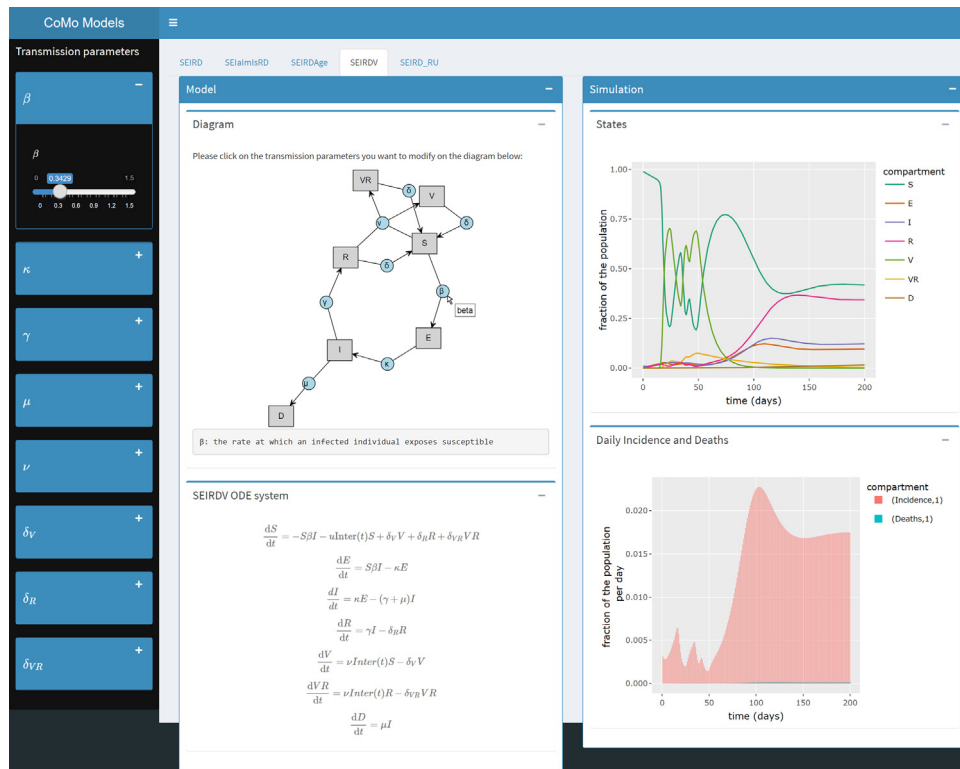 CoMo Models
Transmission parameters
β
β
0 0.3429 1.5
0 0.3 0.6 0.9 1.2 1.5
κ
γ
μ
ν
δV
δR
δVR
SEIRD SEIaImIsRD SEIRDAge SEIRDV SEIRD_RU
Model
Diagram
Please click on the transmission parameters you want to modify on the diagram below:
VR
δ
V
ν
δ
S
R
δ
β
beta
γ
E
I
κ
μ
D
β: the rate at which an infected individual exposes susceptible
SEIRDV ODE system
dS/dt = −SβI − uInter(t)S + δV V + δR R + δVR VR
dE/dt = SβI − κE
dI/dt = κE − (γ + μ)I
dR/dt = γI − δR R
dV/dt = νInter(t)S − δV V
dVR/dt = νInter(t)R − δVR VR
dD/dt = μI
Simulation
States
fraction of the population
1.00
0.75
0.50
0.25
0.00
0 50 100 150 200
time (days)
compartment
S
E
I
R
V
VR
D
Daily Incidence and Deaths
fraction of the population
per day
0.020
0.015
0.010
0.005
0.000
0 50 100 150 200
time (days)
compartment
(Incidence,1)
(Deaths,1)